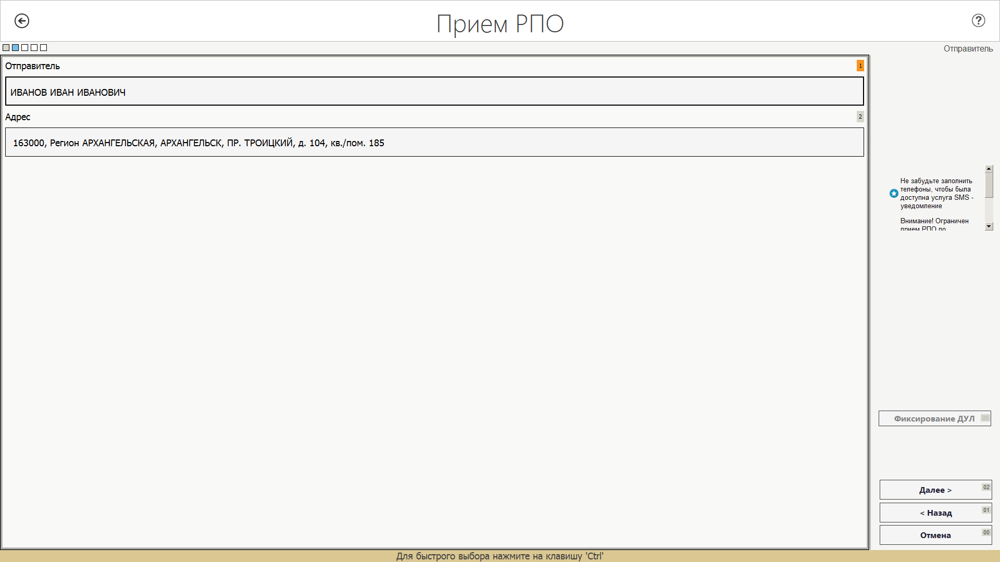 Прием РПО
?
Отправитель
Отправитель
1
ИВАНОВ ИВАН ИВАНОВИЧ
Адрес
2
163000, Регион АРХАНГЕЛЬСКАЯ, АРХАНГЕЛЬСК, ПР. ТРОИЦКИЙ, д. 104, кв./пом. 185
Не забудьте заполнить
телефоны, чтобы была
доступна услуга SMS -
уведомление
Внимание! Ограничен
прием РПО по
Фиксирование ДУЛ 06
Далее > 02
< Назад 01
Отмена 00
Для быстрого выбора нажмите на клавишу 'Ctrl'